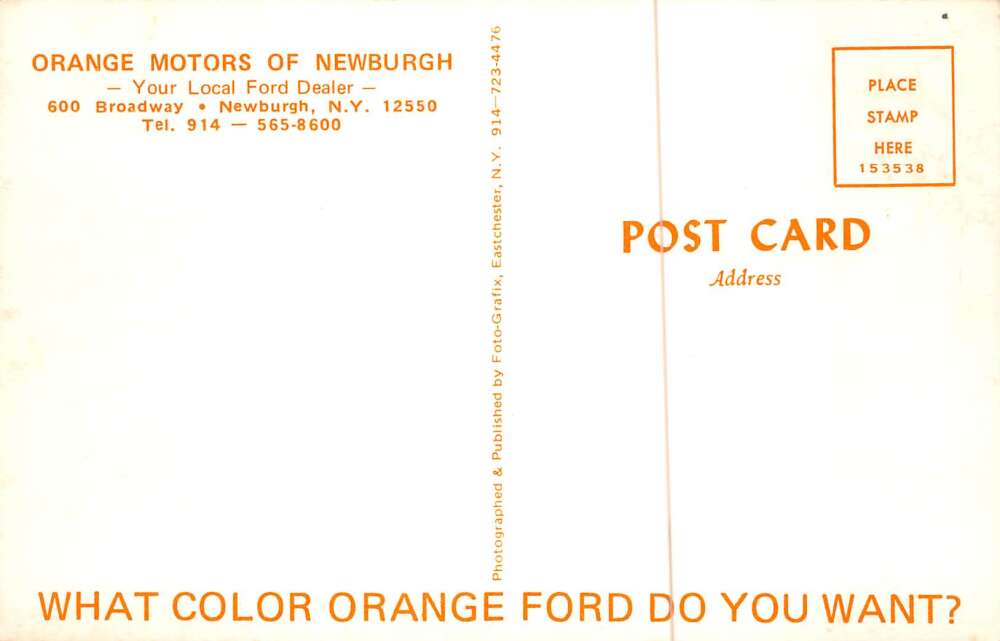 ORANGE MOTORS OF NEWBURGH
— Your Local Ford Dealer —
600 Broadway • Newburgh, N.Y. 12550
Tel. 914 — 565-8600
Photographed & Published by Foto-Grafix, Eastchester, N.Y. 914—723-4476
PLACE
STAMP
HERE
153538
POST CARD
Address
WHAT COLOR ORANGE FORD DO YOU WANT?